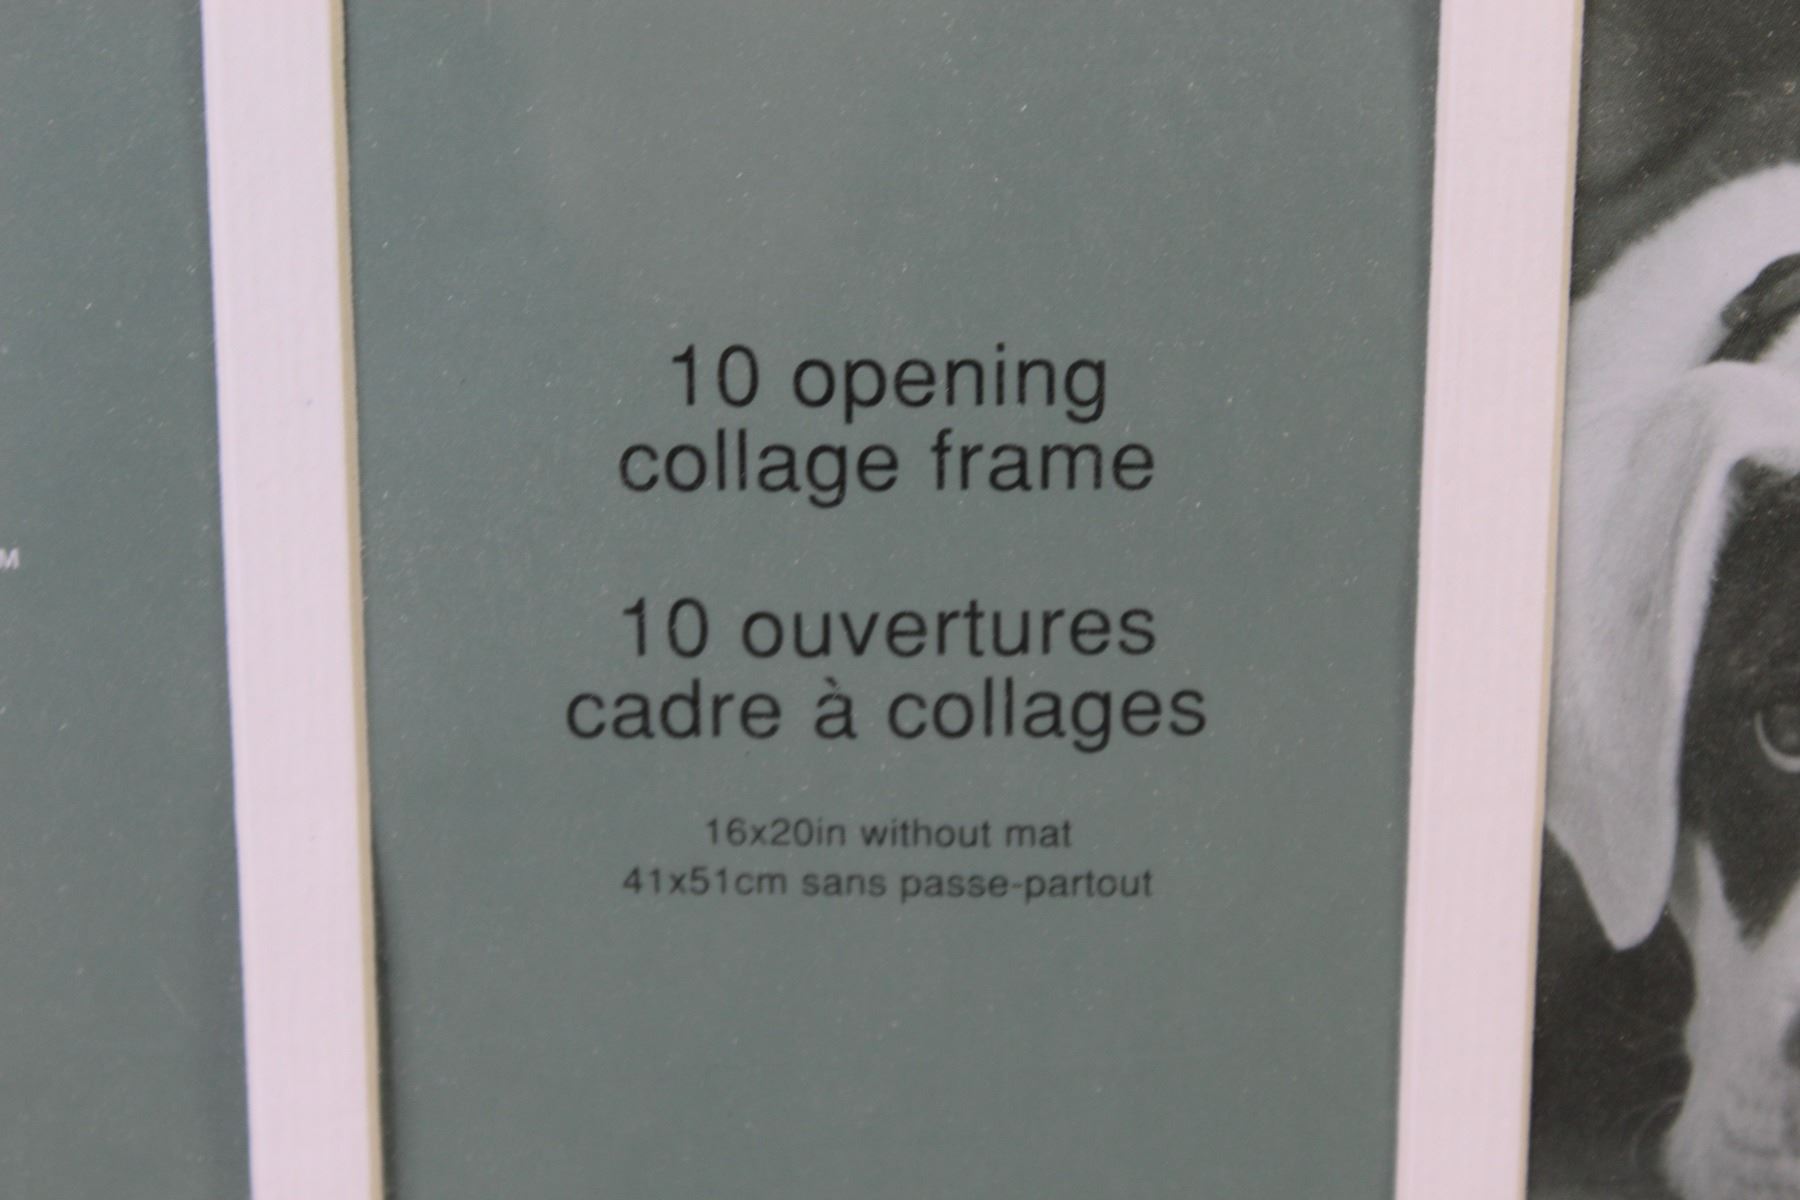 10 opening
collage frame
10 ouvertures
cadre à collages
16x20in without mat
41x51cm sans passe-partout